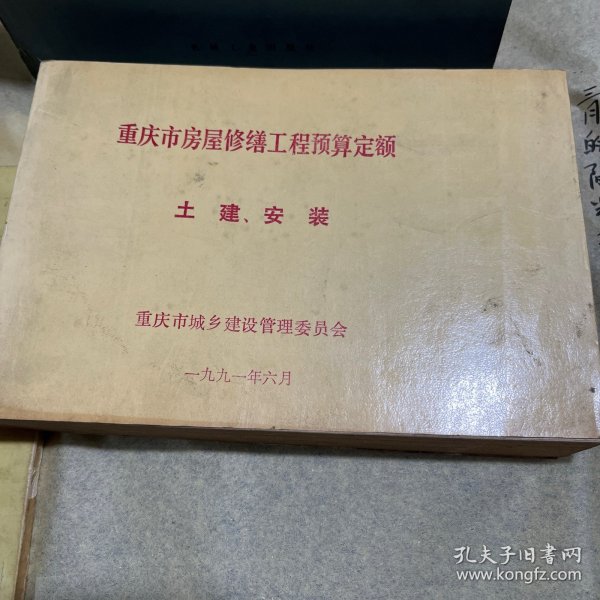 重庆市房屋修缮工程预算定额
土建、安装
重庆市城乡建设管理委员会
一九九一年六月
孔夫子旧书网
www.kongfz.com